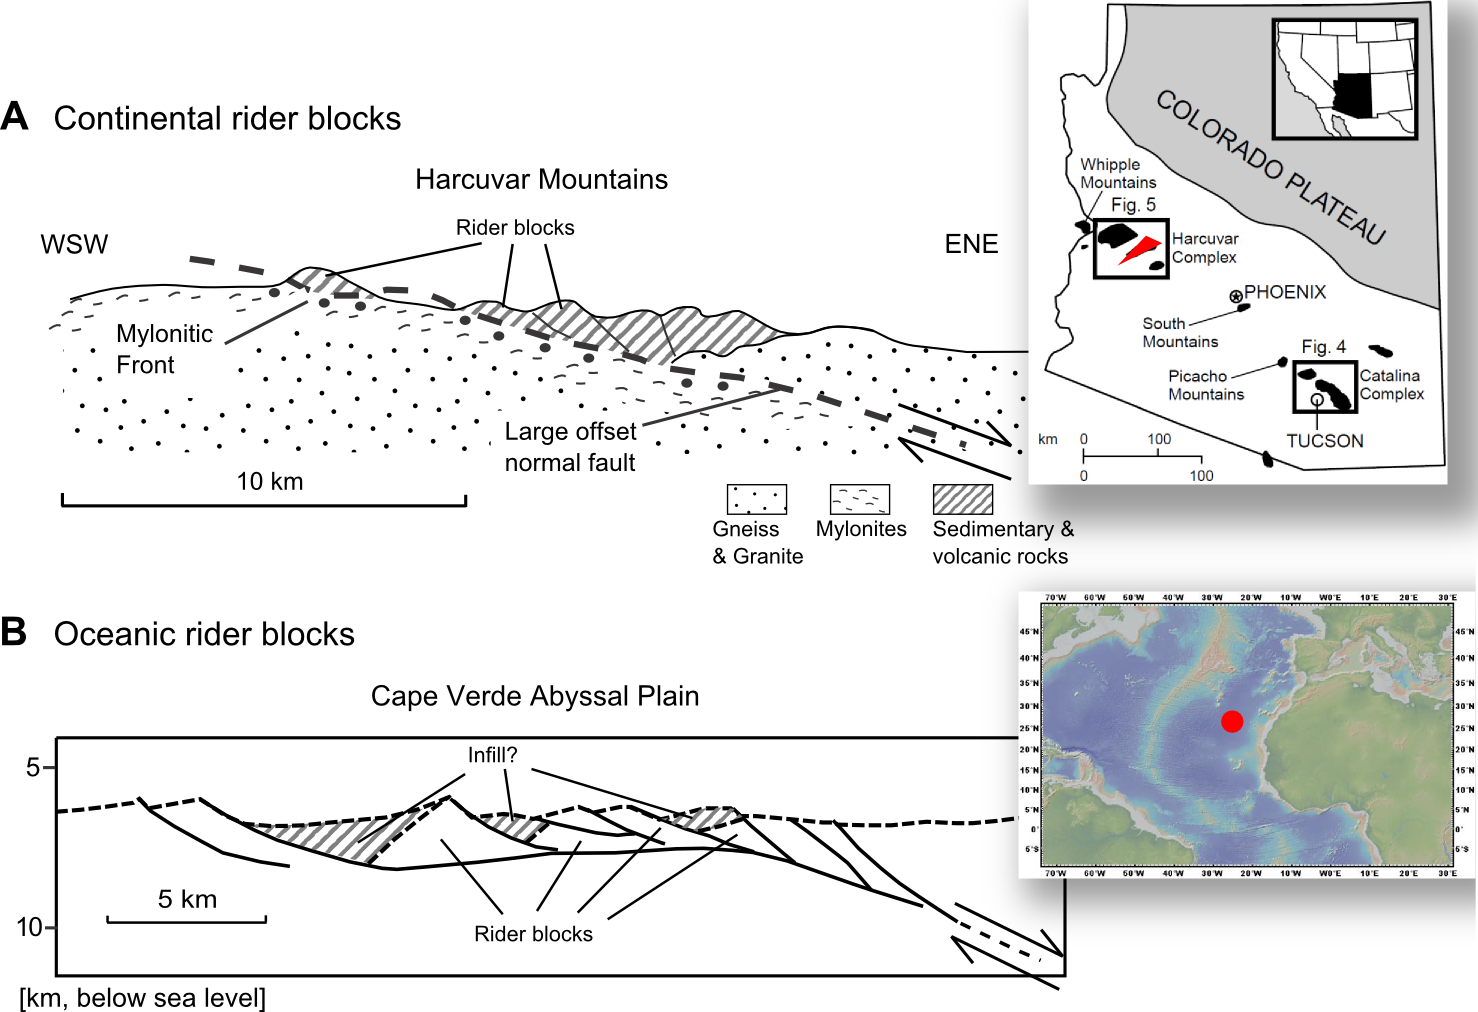 A Continental rider blocks
Harcuvar Mountains
WSW
Rider blocks
ENE
Mylonitic
Front
Large offset
normal fault
10 km
Gneiss
& Granite
Mylonites
Sedimentary &
volcanic rocks
COLORADO PLATEAU
Whipple
Mountains
Fig. 5
Harcuvar
Complex
PHOENIX
South
Mountains
Fig. 4
Picacho
Mountains
Catalina
Complex
TUCSON
km 0 100
0 100
B Oceanic rider blocks
Cape Verde Abyssal Plain
Infill?
5
5 km
10
Rider blocks
[km, below sea level]
70°W 60°W 50°W 40°W 30°W 20°W 10°W 0°E 10°E 20°E 30°E
45°N 45°N
40°N 40°N
35°N 35°N
30°N 30°N
25°N 25°N
20°N 20°N
15°N 15°N
10°N 10°N
5°N 5°N
0° 0°
5°S 5°S
70°W 60°W 50°W 40°W 30°W 20°W 10°W 0°E 10°E 20°E 30°E